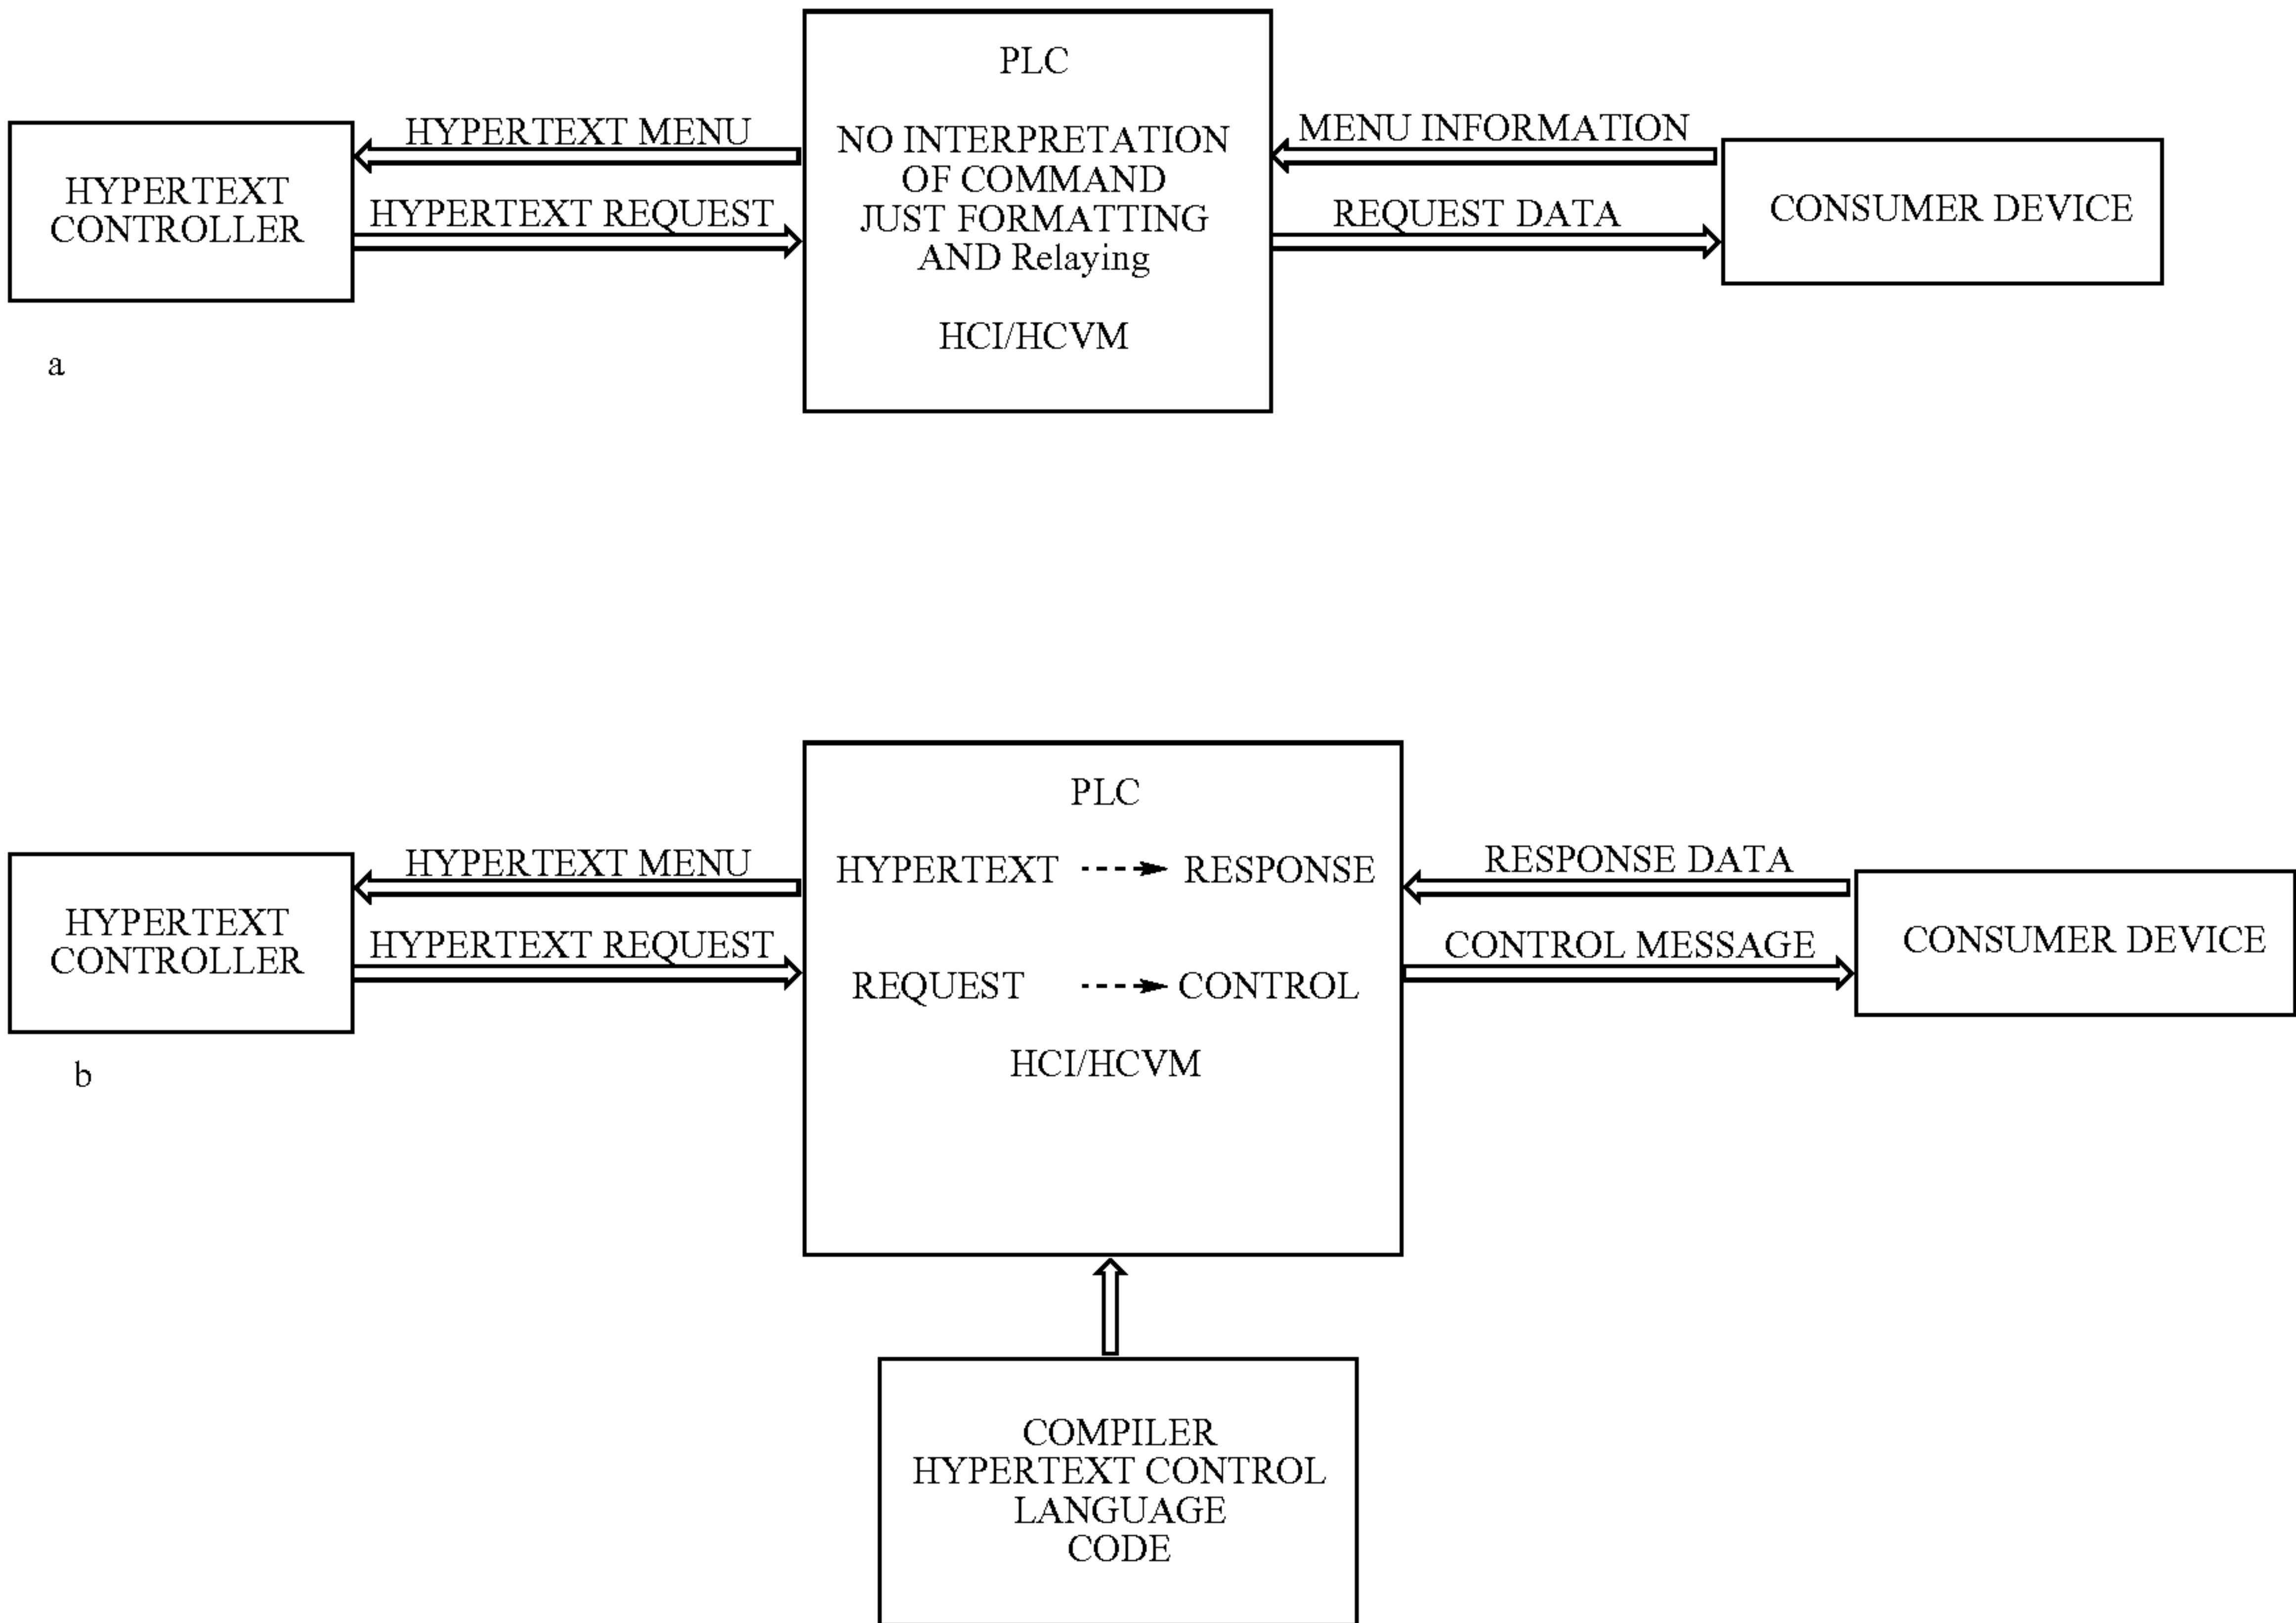 PLC
NO INTERPRETATION
OF COMMAND
JUST FORMATTING
AND Relaying
HCI/HCVM
HYPERTEXT
CONTROLLER
HYPERTEXT MENU
HYPERTEXT REQUEST
MENU INFORMATION
REQUEST DATA
CONSUMER DEVICE
a
PLC
HYPERTEXT RESPONSE
REQUEST CONTROL
HCI/HCVM
HYPERTEXT
CONTROLLER
HYPERTEXT MENU
HYPERTEXT REQUEST
RESPONSE DATA
CONTROL MESSAGE
CONSUMER DEVICE
b
COMPILER
HYPERTEXT CONTROL
LANGUAGE
CODE